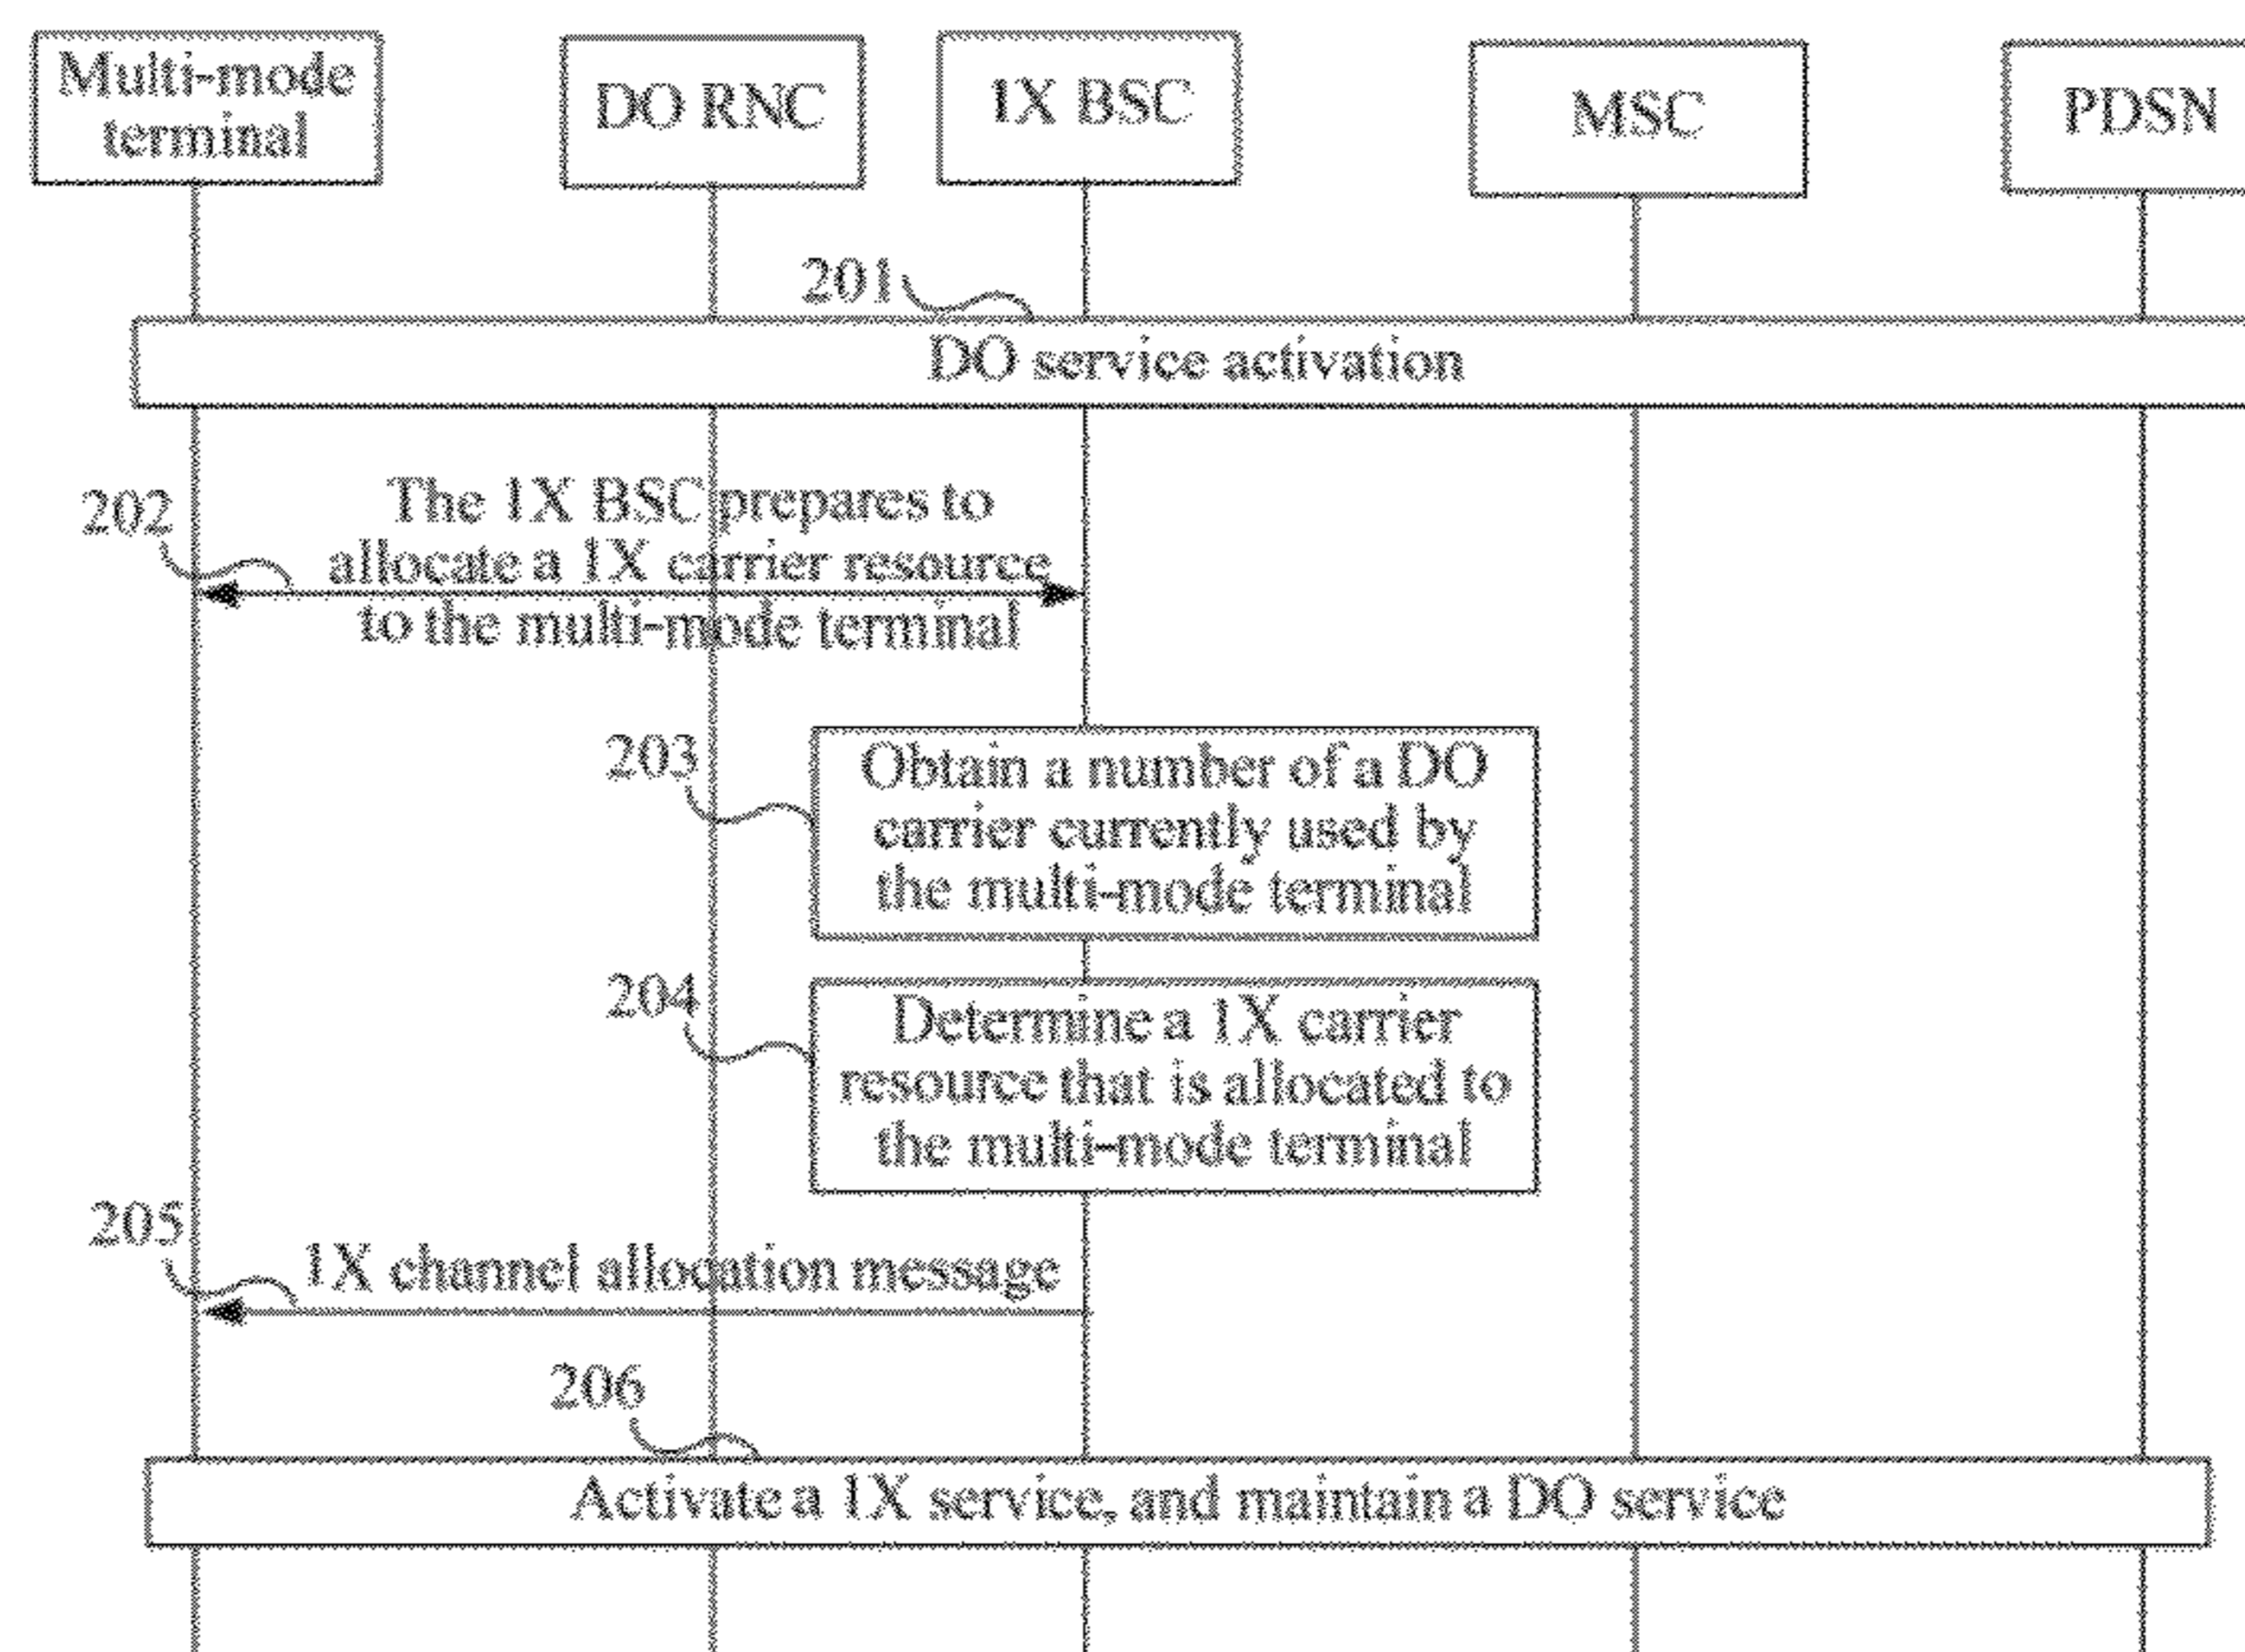 Multi-mode
terminal
DO RNC
1X BSC
MSC
PDSN
201
DO service activation
202
The 1X BSC prepares to
allocate a 1X carrier resource
to the multi-mode terminal
203
Obtain a number of a DO
carrier currently used by
the multi-mode terminal
204
Determine a 1X carrier
resource that is allocated to
the multi-mode terminal
205
1X channel allocation message
206
Activate a 1X service, and maintain a DO service